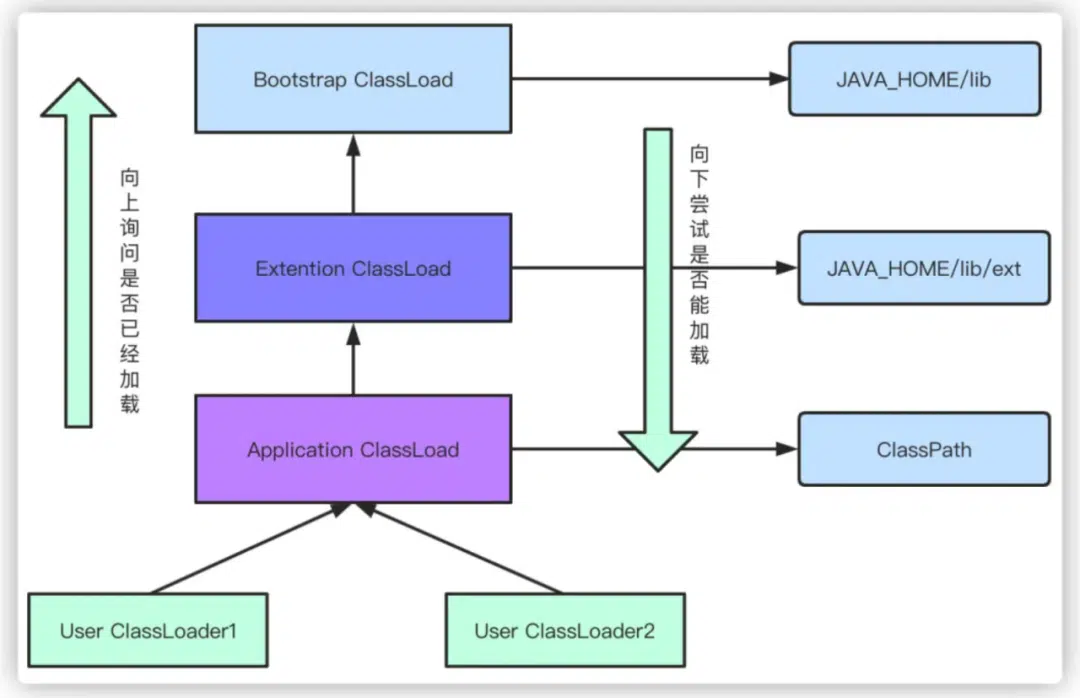 Bootstrap ClassLoad
JAVA_HOME/lib
向上询问是否已经加载
向下尝试是否能加载
Extention ClassLoad
JAVA_HOME/lib/ext
Application ClassLoad
ClassPath
User ClassLoader1
User ClassLoader2